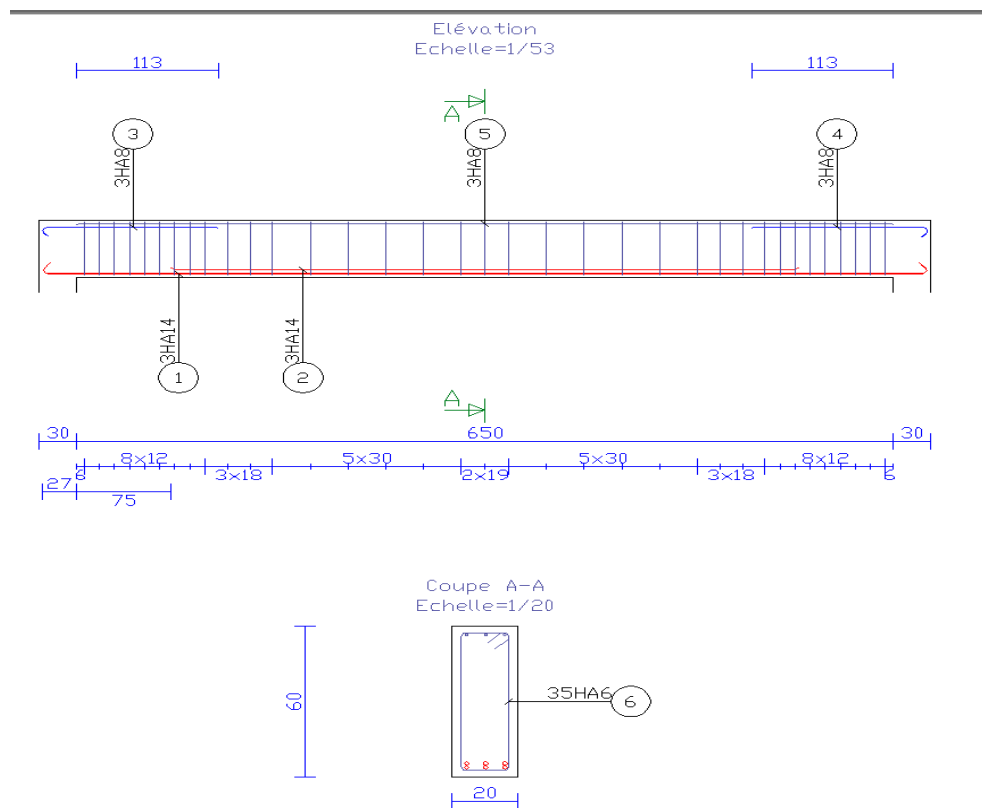 Elévation
Echelle=1/53
113
113
A
3
5
4
3HA8
3HA8
3HA8
3HA14
3HA14
1
2
A
30
650
30
8x12
5x30
5x30
8x12
6
3x18
2x19
3x18
6
27
75
Coupe A-A
Echelle=1/20
60
35HA6
6
20